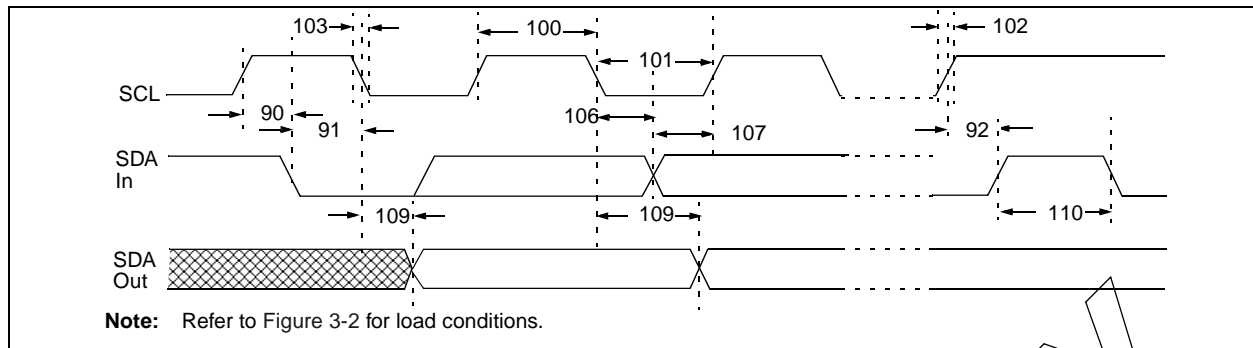 103
100
102
101
SCL
90
106
91
107
92
SDA
In
109
109
110
SDA
Out
Note: Refer to Figure 3-2 for load conditions.